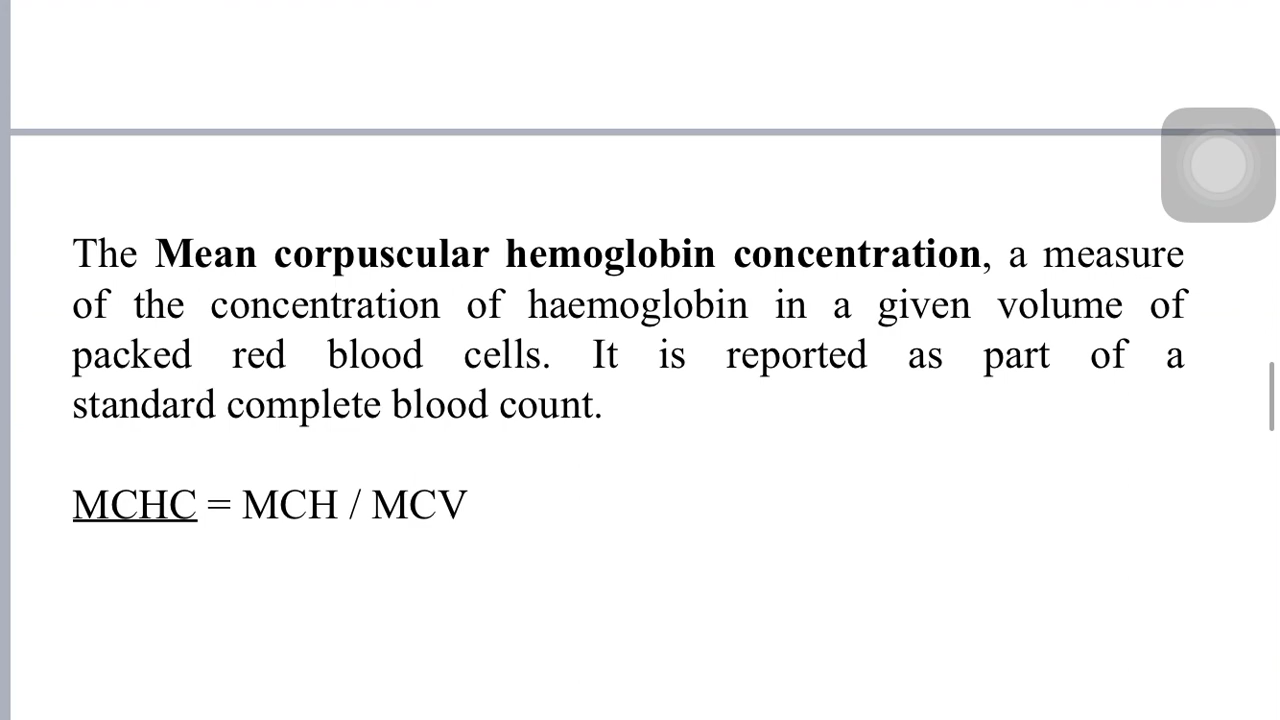 The Mean corpuscular hemoglobin concentration, a measure
of the concentration of haemoglobin in a given volume of
packed red blood cells. It is reported as part of a
standard complete blood count.
MCHC = MCH / MCV